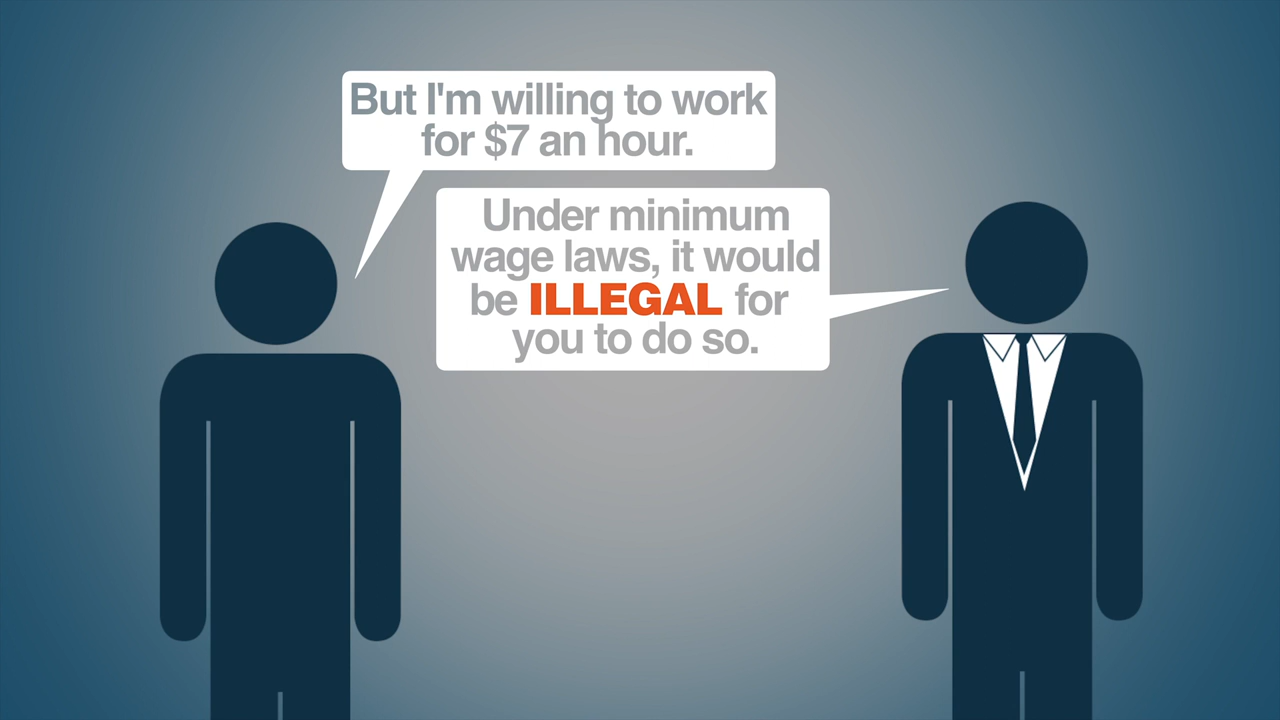 But I'm willing to work
for $7 an hour.
Under minimum
wage laws, it would
be ILLEGAL for
you to do so.